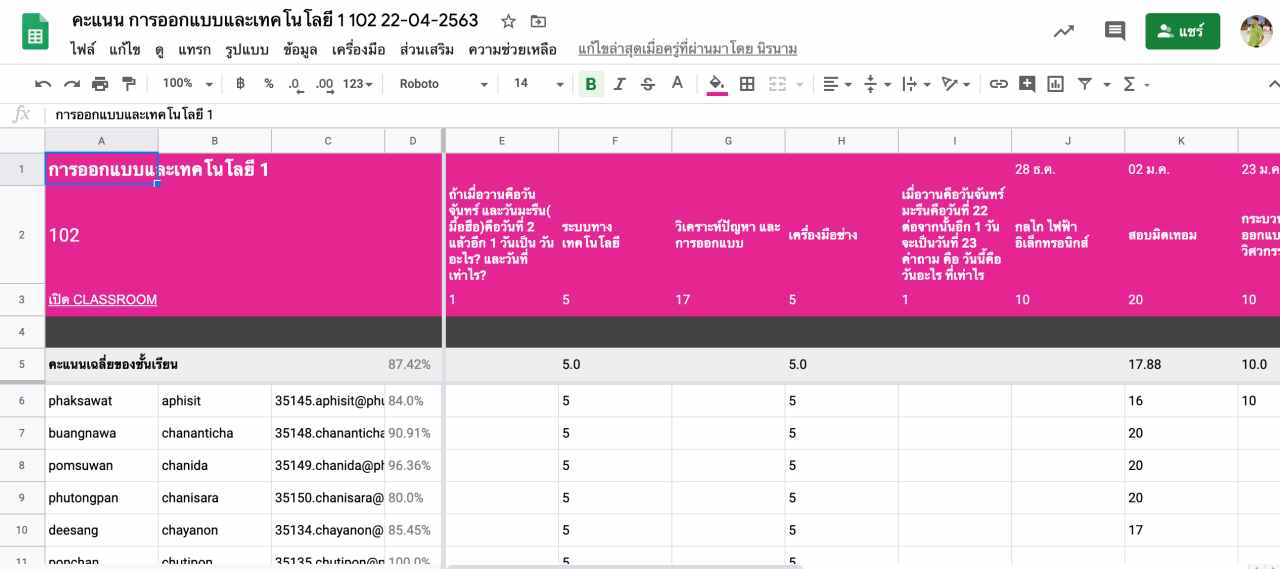 คะแนน การออกแบบและเทคโนโลยี 1 102 22-04-2563
ไฟล์ แก้ไข ดู แทรก รูปแบบ ข้อมูล เครื่องมือ ส่วนเสริม ความช่วยเหลือ แก้ไขล่าสุดเมื่อครู่ที่ผ่านมาโดย นิรนาม
แชร์
100% ฿ % .0 .00 123 Roboto 14 B I S A Σ
fx การออกแบบและเทคโนโลยี 1
A B C D E F G H I J K
1 การออกแบบและเทคโนโลยี 1 28 ธ.ค. 02 ม.ค. 23 ม.ค
2 102
ถ้าเมื่อวานคือวัน
จันทร์ และวันมะรืน(
มื้อฮือ)คือวันที่ 2
แล้วอีก 1 วันเป็น วัน
อะไร? และวันที่
เท่าไร?
ระบบทาง
เทคโนโลยี
วิเคราะห์ปัญหา และ
การออกแบบ
เครื่องมือช่าง
เมื่อวานคือวันจันทร์
มะรืนคือวันที่ 22
ต่อจากนั้นอีก 1 วัน
จะเป็นวันที่ 23
คำถาม คือ วันนี้คือ
วันอะไร ที่เท่าไร
กลไก ไฟฟ้า
อิเล็กทรอนิกส์
สอบมิดเทอม
กระบวน
ออกแบ
วิศวกรร
3 เปิด CLASSROOM 1 5 17 5 1 10 20 10
4
5 คะแนนเฉลี่ยของชั้นเรียน 87.42% 5.0 5.0 17.88 10.0
6 phaksawat aphisit 35145.aphisit@phu 84.0% 5 5 16 10
7 buangnawa chananticha 35148.chananticha 90.91% 5 5 20
8 pomsuwan chanida 35149.chanida@ph 96.36% 5 5 20
9 phutongpan chanisara 35150.chanisara@ 80.0% 5 5 20
10 deesang chayanon 35134.chayanon@ 85.45% 5 5 17
11 ponchan chutipon 35135.chutipon@p 100.0% 5 5